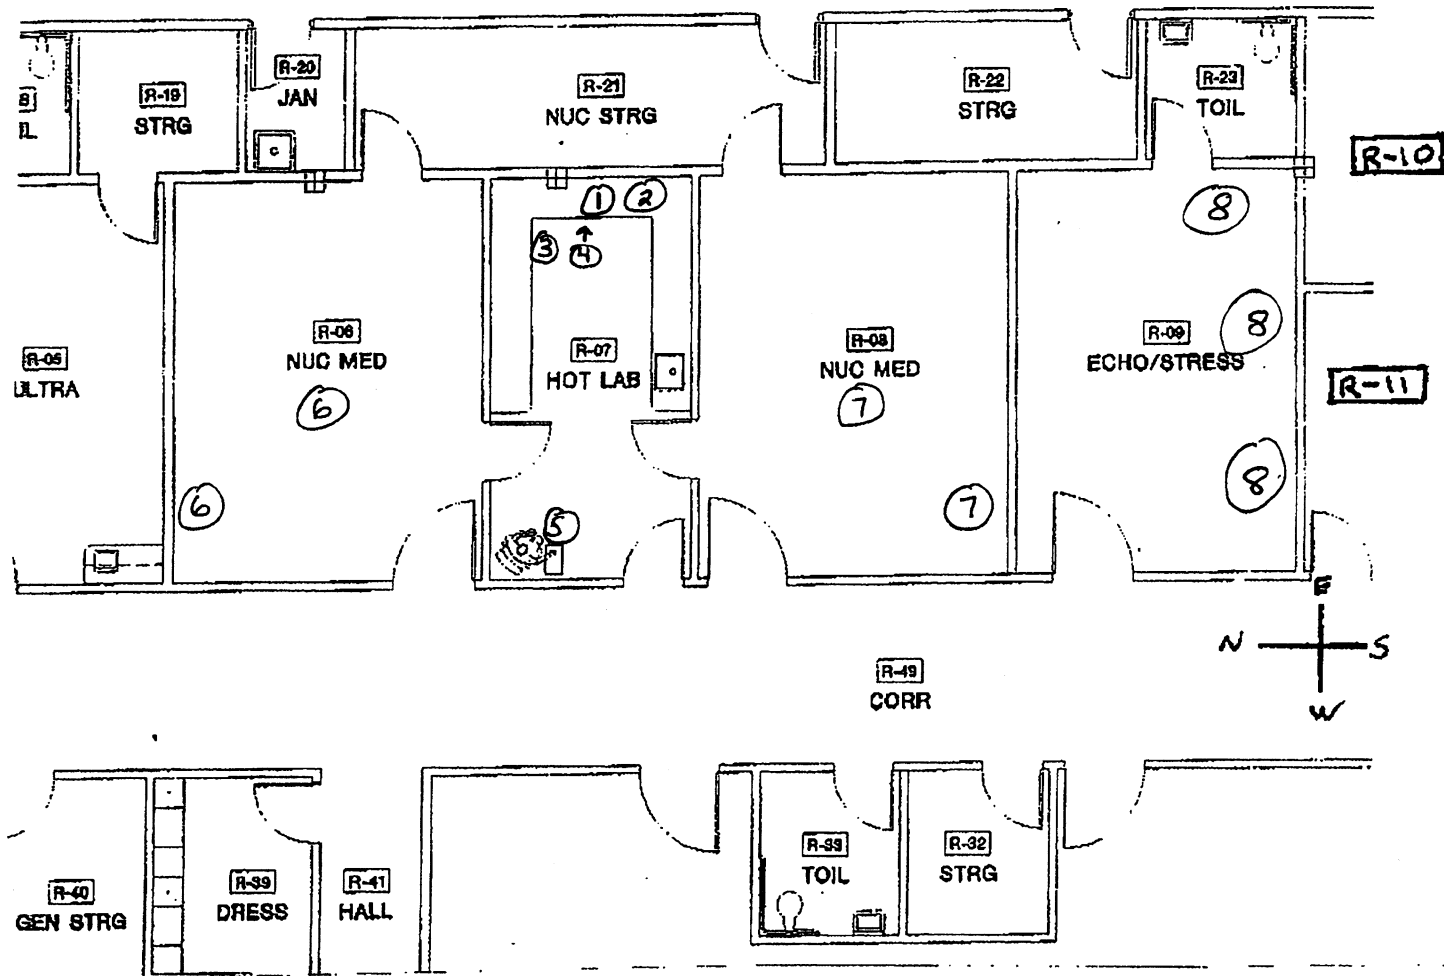 R-19
STRG
R-20
JAN
R-21
NUC STRG
R-22
STRG
R-23
TOIL
R-10
1
2
3
4
8
R-05
ULTRA
R-06
NUC MED
6
R-07
HOT LAB
R-08
NUC MED
7
R-09
ECHO/STRESS
8
R-11
6
5
7
8
E
N
S
W
R-49
CORR
R-40
GEN STRG
R-39
DRESS
R-41
HALL
R-33
TOIL
R-32
STRG